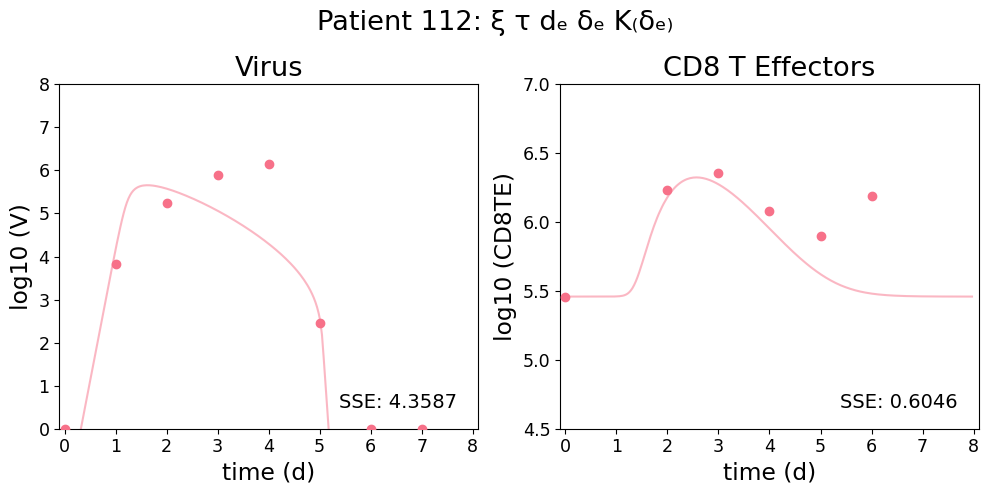 Patient 112: ξ τ dₑ δₑ K₍δₑ₎
Virus
CD8 T Effectors
log10 (V)
8
7
6
5
4
3
2
1
0
SSE: 4.3587
0 1 2 3 4 5 6 7 8
time (d)
log10 (CD8TE)
7.0
6.5
6.0
5.5
5.0
4.5
SSE: 0.6046
0 1 2 3 4 5 6 7 8
time (d)